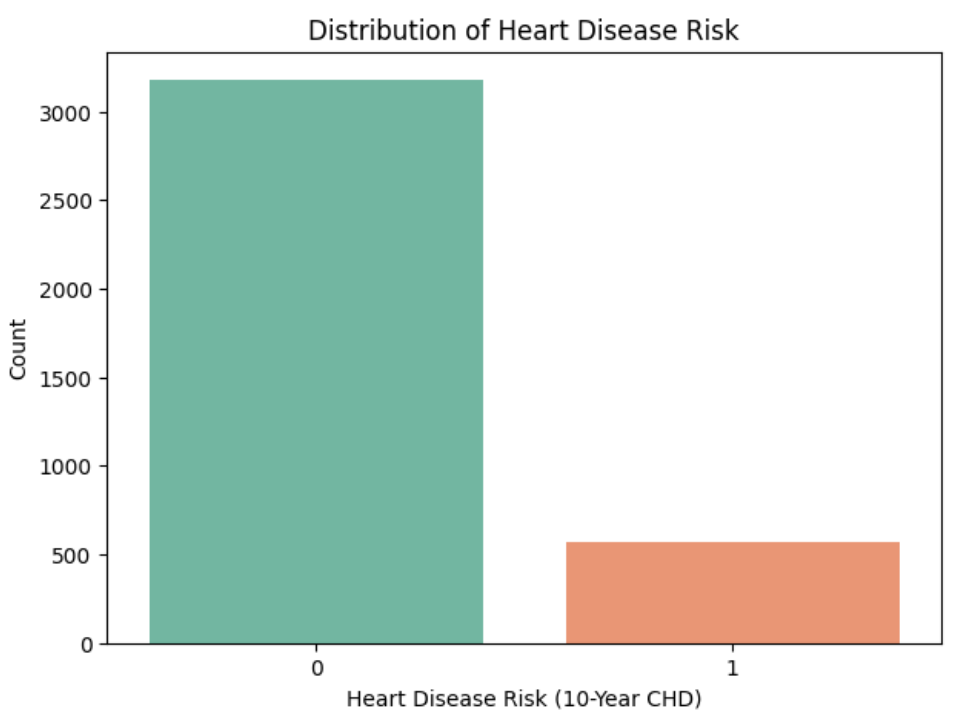 Distribution of Heart Disease Risk
3000
2500
2000
1500
1000
500
0
Count
0 1
Heart Disease Risk (10-Year CHD)